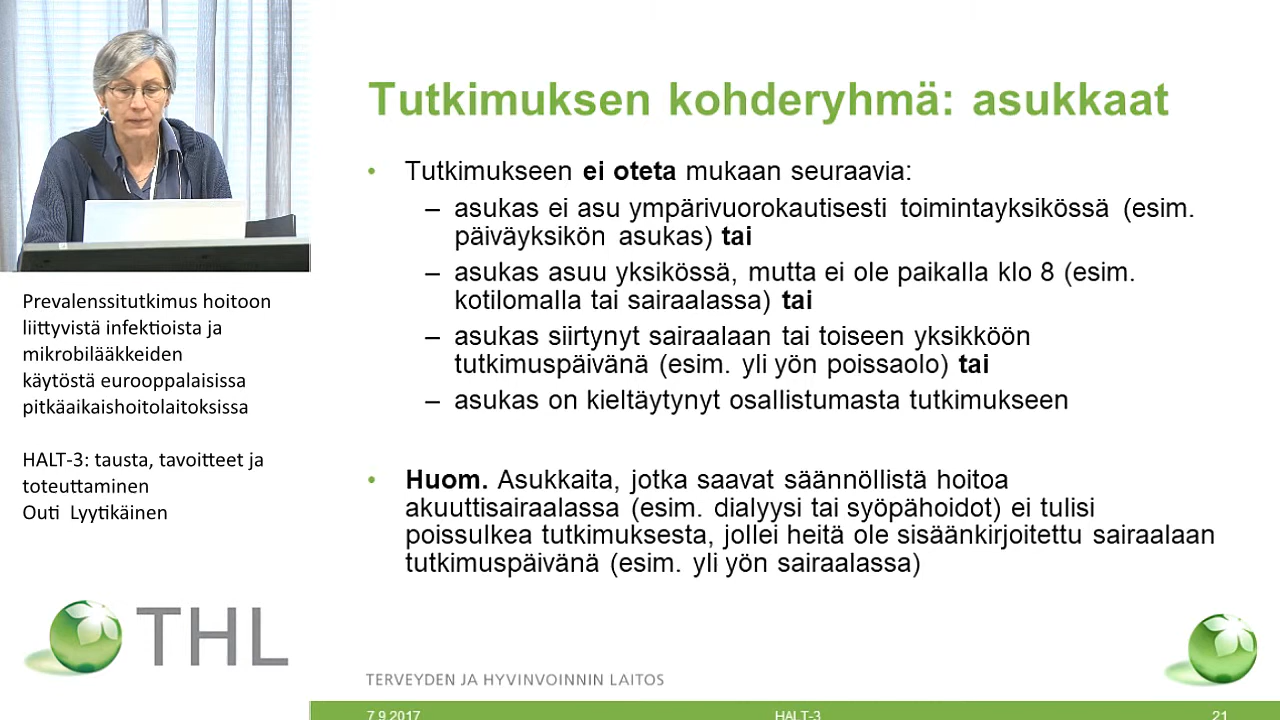 Tutkimuksen kohderyhmä: asukkaat
• Tutkimukseen ei oteta mukaan seuraavia:
– asukas ei asu ympärivuorokautisesti toimintayksikössä (esim.
päiväyksikön asukas) tai
– asukas asuu yksikössä, mutta ei ole paikalla klo 8 (esim.
kotilomalla tai sairaalassa) tai
– asukas siirtynyt sairaalaan tai toiseen yksikköön
tutkimuspäivänä (esim. yli yön poissaolo) tai
– asukas on kieltäytynyt osallistumasta tutkimukseen
• Huom. Asukkaita, jotka saavat säännöllistä hoitoa
akuuttisairaalassa (esim. dialyysi tai syöpähoidot) ei tulisi
poissulkea tutkimuksesta, jollei heitä ole sisäänkirjoitettu sairaalaan
tutkimuspäivänä (esim. yli yön sairaalassa)
Prevalenssitutkimus hoitoon
liittyvistä infektioista ja
mikrobilääkkeiden
käytöstä eurooppalaisissa
pitkäaikaishoitolaitoksissa
HALT-3: tausta, tavoitteet ja
toteuttaminen
Outi Lyytikäinen
THL
TERVEYDEN JA HYVINVOINNIN LAITOS
7.9.2017 HALT-3 21